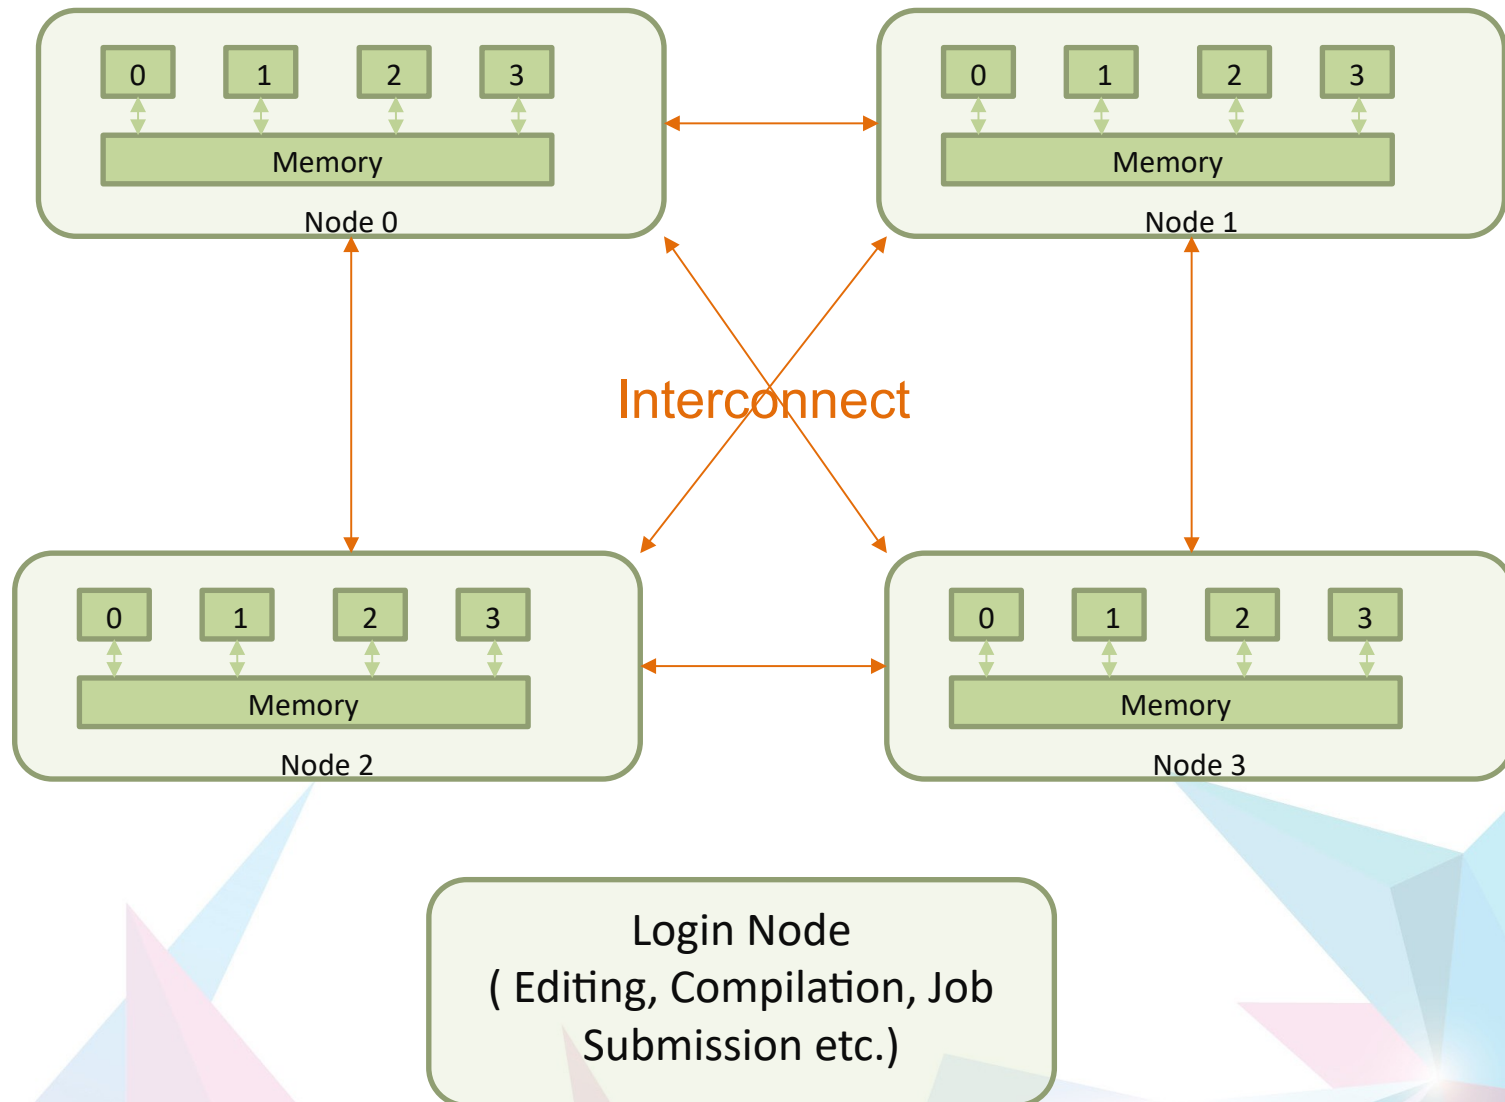 0 1 2 3
Memory
Node 0
0 1 2 3
Memory
Node 1
Interconnect
0 1 2 3
Memory
Node 2
0 1 2 3
Memory
Node 3
Login Node
( Editing, Compilation, Job
Submission etc.)